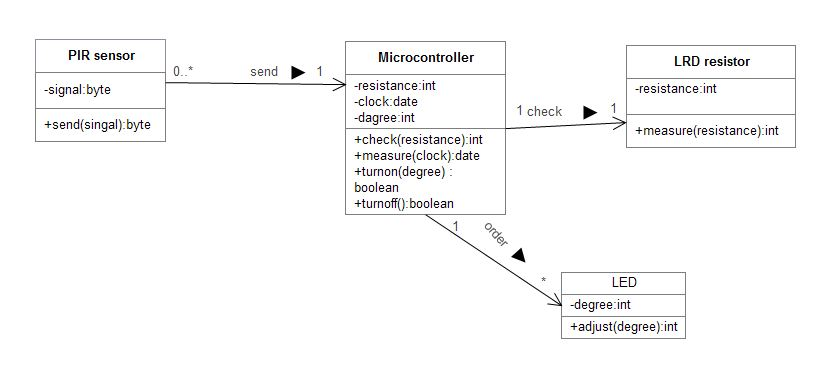 PIR sensor
-signal:byte
+send(singal):byte
0..*
send
1
Microcontroller
-resistance:int
-clock:date
-dagree:int
+check(resistance):int
+measure(clock):date
+turnon(degree) :
boolean
+turnoff():boolean
1 check
1
LRD resistor
-resistance:int
+measure(resistance):int
1
order
*
LED
-degree:int
+adjust(degree):int